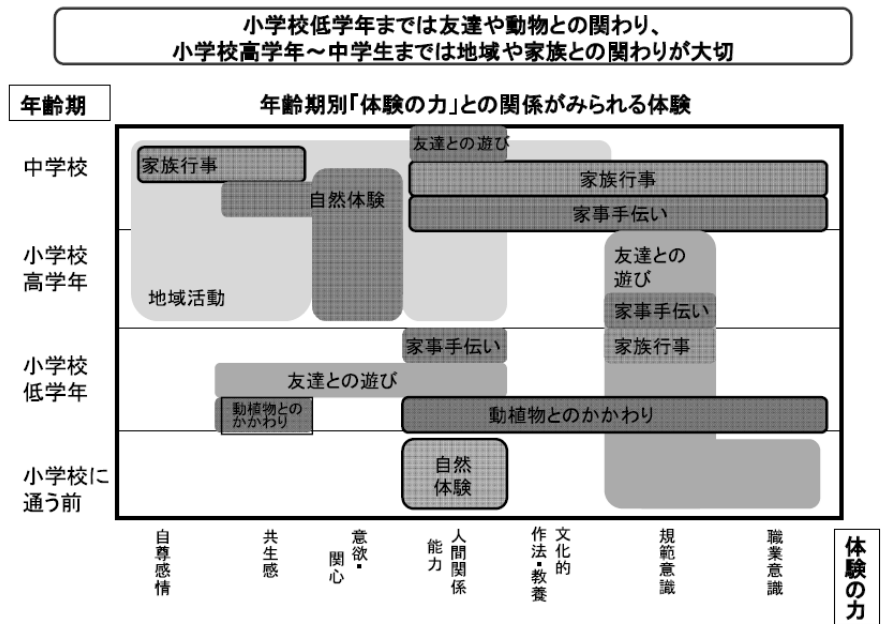 小学校低学年までは友達や動物との関わり、
小学校高学年～中学生までは地域や家族との関わりが大切
年齢期
年齢期別「体験の力」との関係がみられる体験
中学校
友達との遊び
家族行事
家族行事
自然体験
家事手伝い
小学校
高学年
友達との
遊び
地域活動
家事手伝い
小学校
低学年
家事手伝い
家族行事
友達との遊び
動植物との
かかわり
動植物とのかかわり
小学校に
通う前
自然
体験
自尊感情
共生感
意欲・
関心
人間関係
能力
文化的
作法・教養
規範意識
職業意識
体験の力